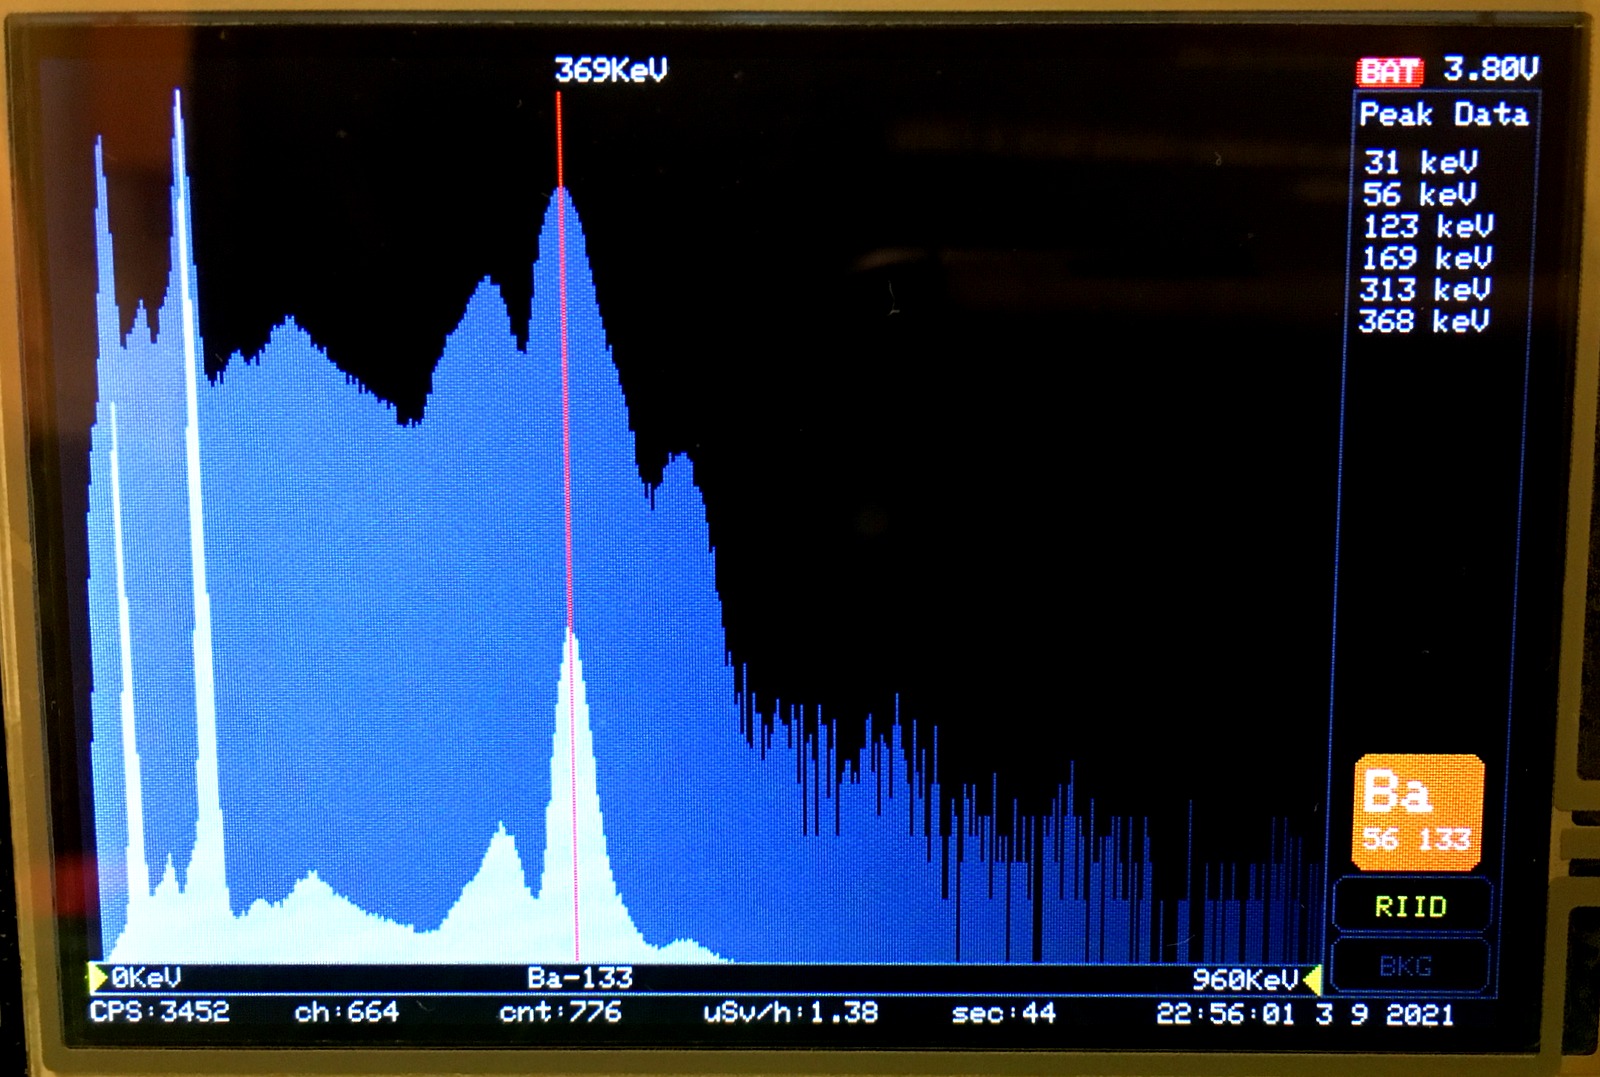 369KeV
BAT 3.80V
Peak Data
31 keV
56 keV
123 keV
169 keV
313 keV
368 keV
Ba
56 133
RIID
BKG
0KeV Ba-133 960KeV
CPS:3452 ch:664 cnt:776 uSv/h:1.38 sec:44 22:56:01 3 9 2021